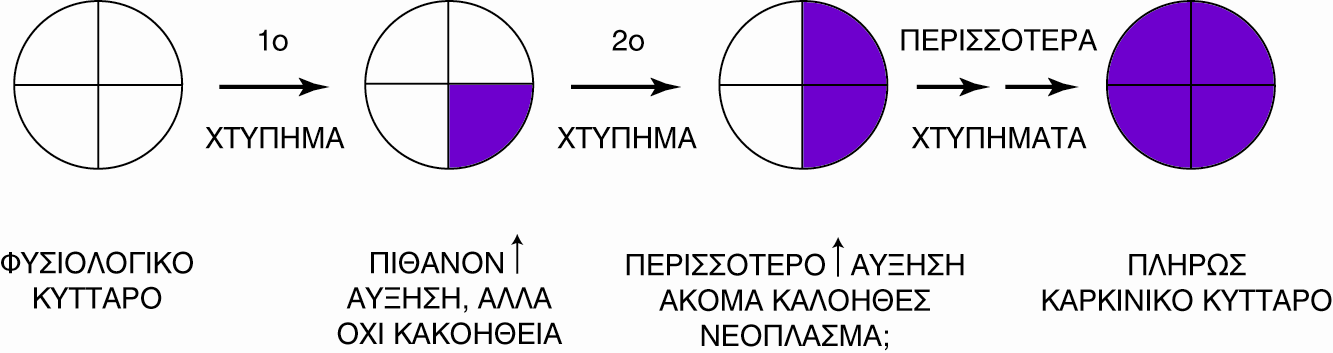 1ο
ΧΤΥΠΗΜΑ
2ο
ΧΤΥΠΗΜΑ
ΠΕΡΙΣΣΟΤΕΡΑ
ΧΤΥΠΗΜΑΤΑ
ΦΥΣΙΟΛΟΓΙΚΟ
ΚΥΤΤΑΡΟ
ΠΙΘΑΝΟΝ ↑
ΑΥΞΗΣΗ, ΑΛΛΑ
ΟΧΙ ΚΑΚΟΗΘΕΙΑ
ΠΕΡΙΣΣΟΤΕΡΟ ↑ ΑΥΞΗΣΗ
ΑΚΟΜΑ ΚΑΛΟΗΘΕΣ
ΝΕΟΠΛΑΣΜΑ;
ΠΛΗΡΩΣ
ΚΑΡΚΙΝΙΚΟ ΚΥΤΤΑΡΟ